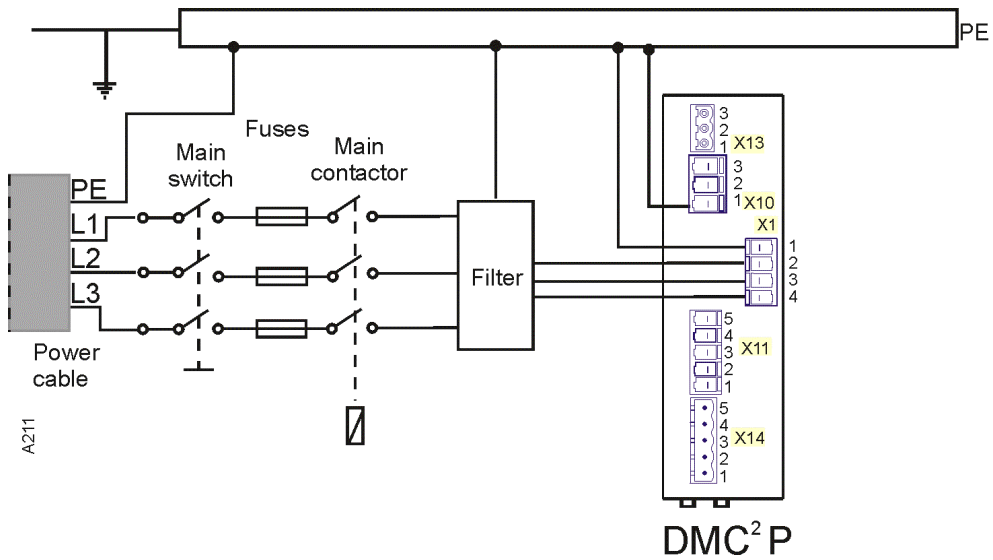 PE
Fuses
Main
switch
Main
contactor
PE
L1
L2
L3
Power
cable
A211
Filter
3
2
1
X13
3
2
1
X10
X1
1
2
3
4
5
4
3
2
1
X11
5
4
3
2
1
X14
DMC² P